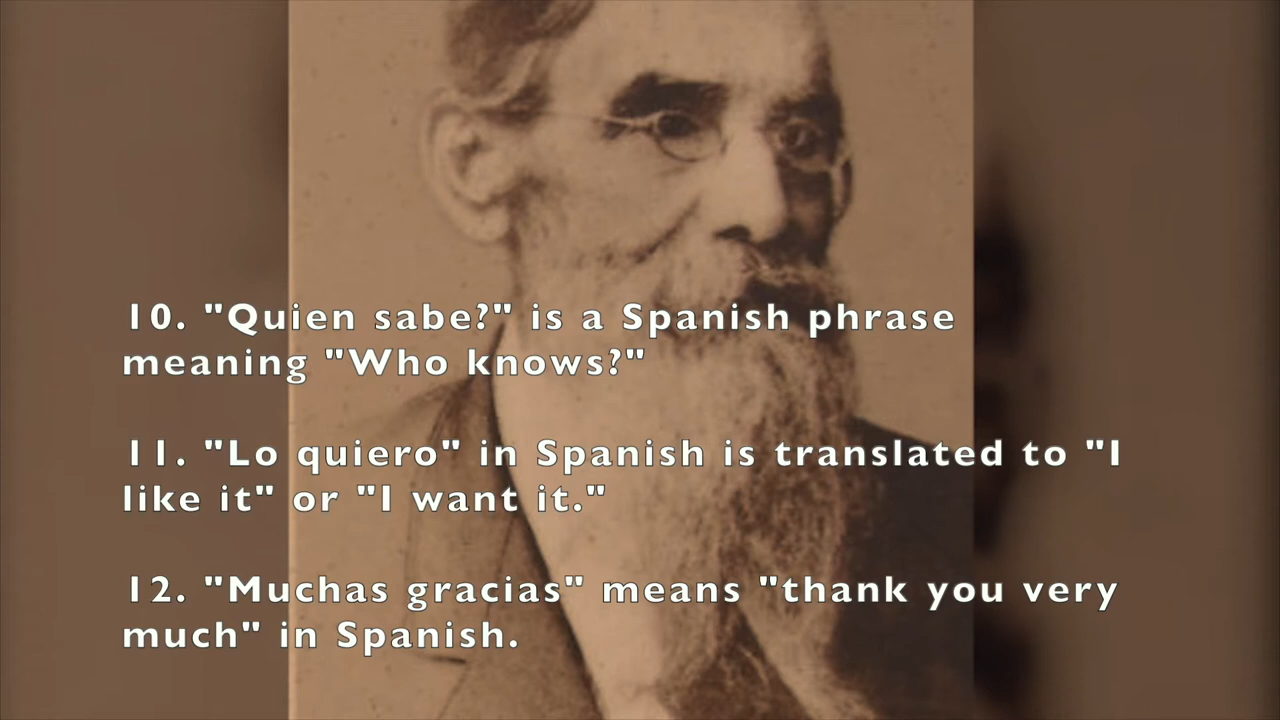 10. "Quien sabe?" is a Spanish phrase
meaning "Who knows?"
11. "Lo quiero" in Spanish is translated to "I
like it" or "I want it."
12. "Muchas gracias" means "thank you very
much" in Spanish.